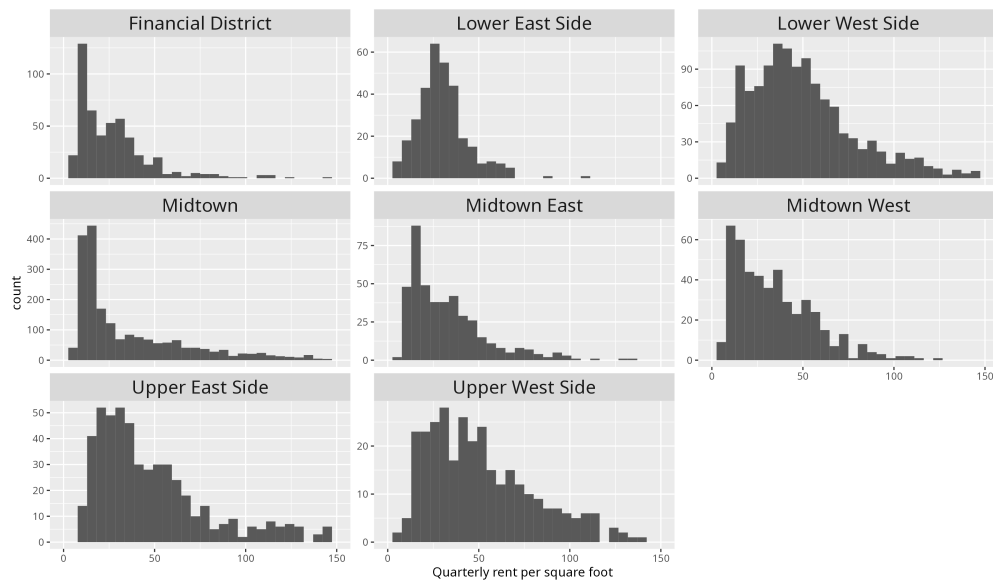 Financial District
Lower East Side
Lower West Side
100
50
0
60
40
20
0
90
60
30
0
Midtown
Midtown East
Midtown West
400
300
200
100
0
75
50
25
0
60
40
20
0
0 50 100 150
count
Upper East Side
Upper West Side
50
40
30
20
10
0
20
10
0
0 50 100 150
0 50 100 150
Quarterly rent per square foot